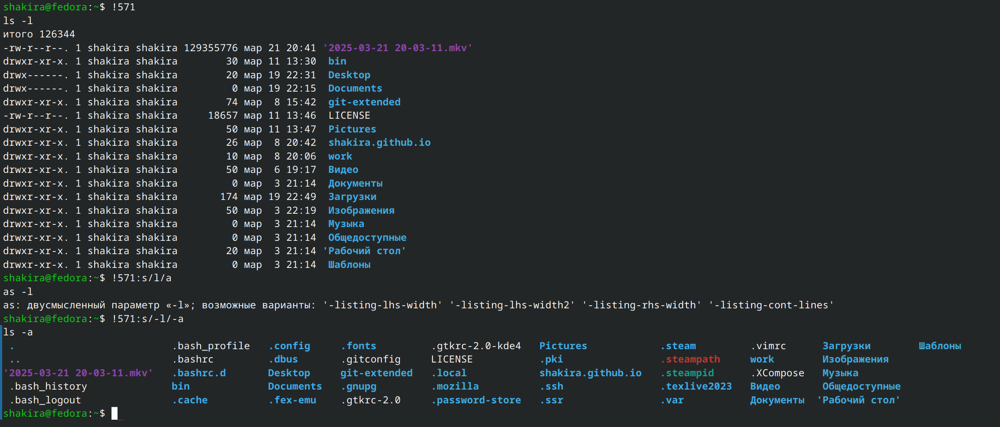 shakira@fedora:~$ !571
ls -l
итого 126344
-rw-r--r--. 1 shakira shakira 129355776 мар 21 20:41 '2025-03-21 20-03-11.mkv'
drwxr-xr-x. 1 shakira shakira        30 мар 11 13:30  bin
drwx------. 1 shakira shakira        20 мар 19 22:31  Desktop
drwx------. 1 shakira shakira         0 мар 19 22:15  Documents
drwxr-xr-x. 1 shakira shakira        74 мар  8 15:42  git-extended
-rw-r--r--. 1 shakira shakira     18657 мар 11 13:46  LICENSE
drwxr-xr-x. 1 shakira shakira        50 мар 11 13:47  Pictures
drwxr-xr-x. 1 shakira shakira        26 мар  8 20:42  shakira.github.io
drwxr-xr-x. 1 shakira shakira        10 мар  8 20:06  work
drwxr-xr-x. 1 shakira shakira        50 мар  6 19:17  Видео
drwxr-xr-x. 1 shakira shakira         0 мар  3 21:14  Документы
drwxr-xr-x. 1 shakira shakira       174 мар 19 22:49  Загрузки
drwxr-xr-x. 1 shakira shakira        50 мар  3 22:19  Изображения
drwxr-xr-x. 1 shakira shakira         0 мар  3 21:14  Музыка
drwxr-xr-x. 1 shakira shakira         0 мар  3 21:14  Общедоступные
drwxr-xr-x. 1 shakira shakira        20 мар  3 21:14 'Рабочий стол'
drwxr-xr-x. 1 shakira shakira         0 мар  3 21:14  Шаблоны
shakira@fedora:~$ !571:s/l/a
as -l
as: двусмысленный параметр «-l»; возможные варианты: '-listing-lhs-width' '-listing-lhs-width2' '-listing-rhs-width' '-listing-cont-lines'
shakira@fedora:~$ !571:s/-l/-a
ls -a
 .   .bash_profile   .config   .fonts   .gtkrc-2.0-kde4   Pictures   .steam   .vimrc   Загрузки   Шаблоны
 ..   .bashrc   .dbus   .gitconfig   LICENSE   .pki   .steampath   work   Изображения
'2025-03-21 20-03-11.mkv'   .bashrc.d   Desktop   git-extended   .local   shakira.github.io   .steampid   .XCompose   Музыка
 .bash_history   bin   Documents   .gnupg   .mozilla   .ssh   .texlive2023   Видео   Общедоступные
 .bash_logout   .cache   .fex-emu   .gtkrc-2.0   .password-store   .ssr   .var   Документы   'Рабочий стол'
shakira@fedora:~$